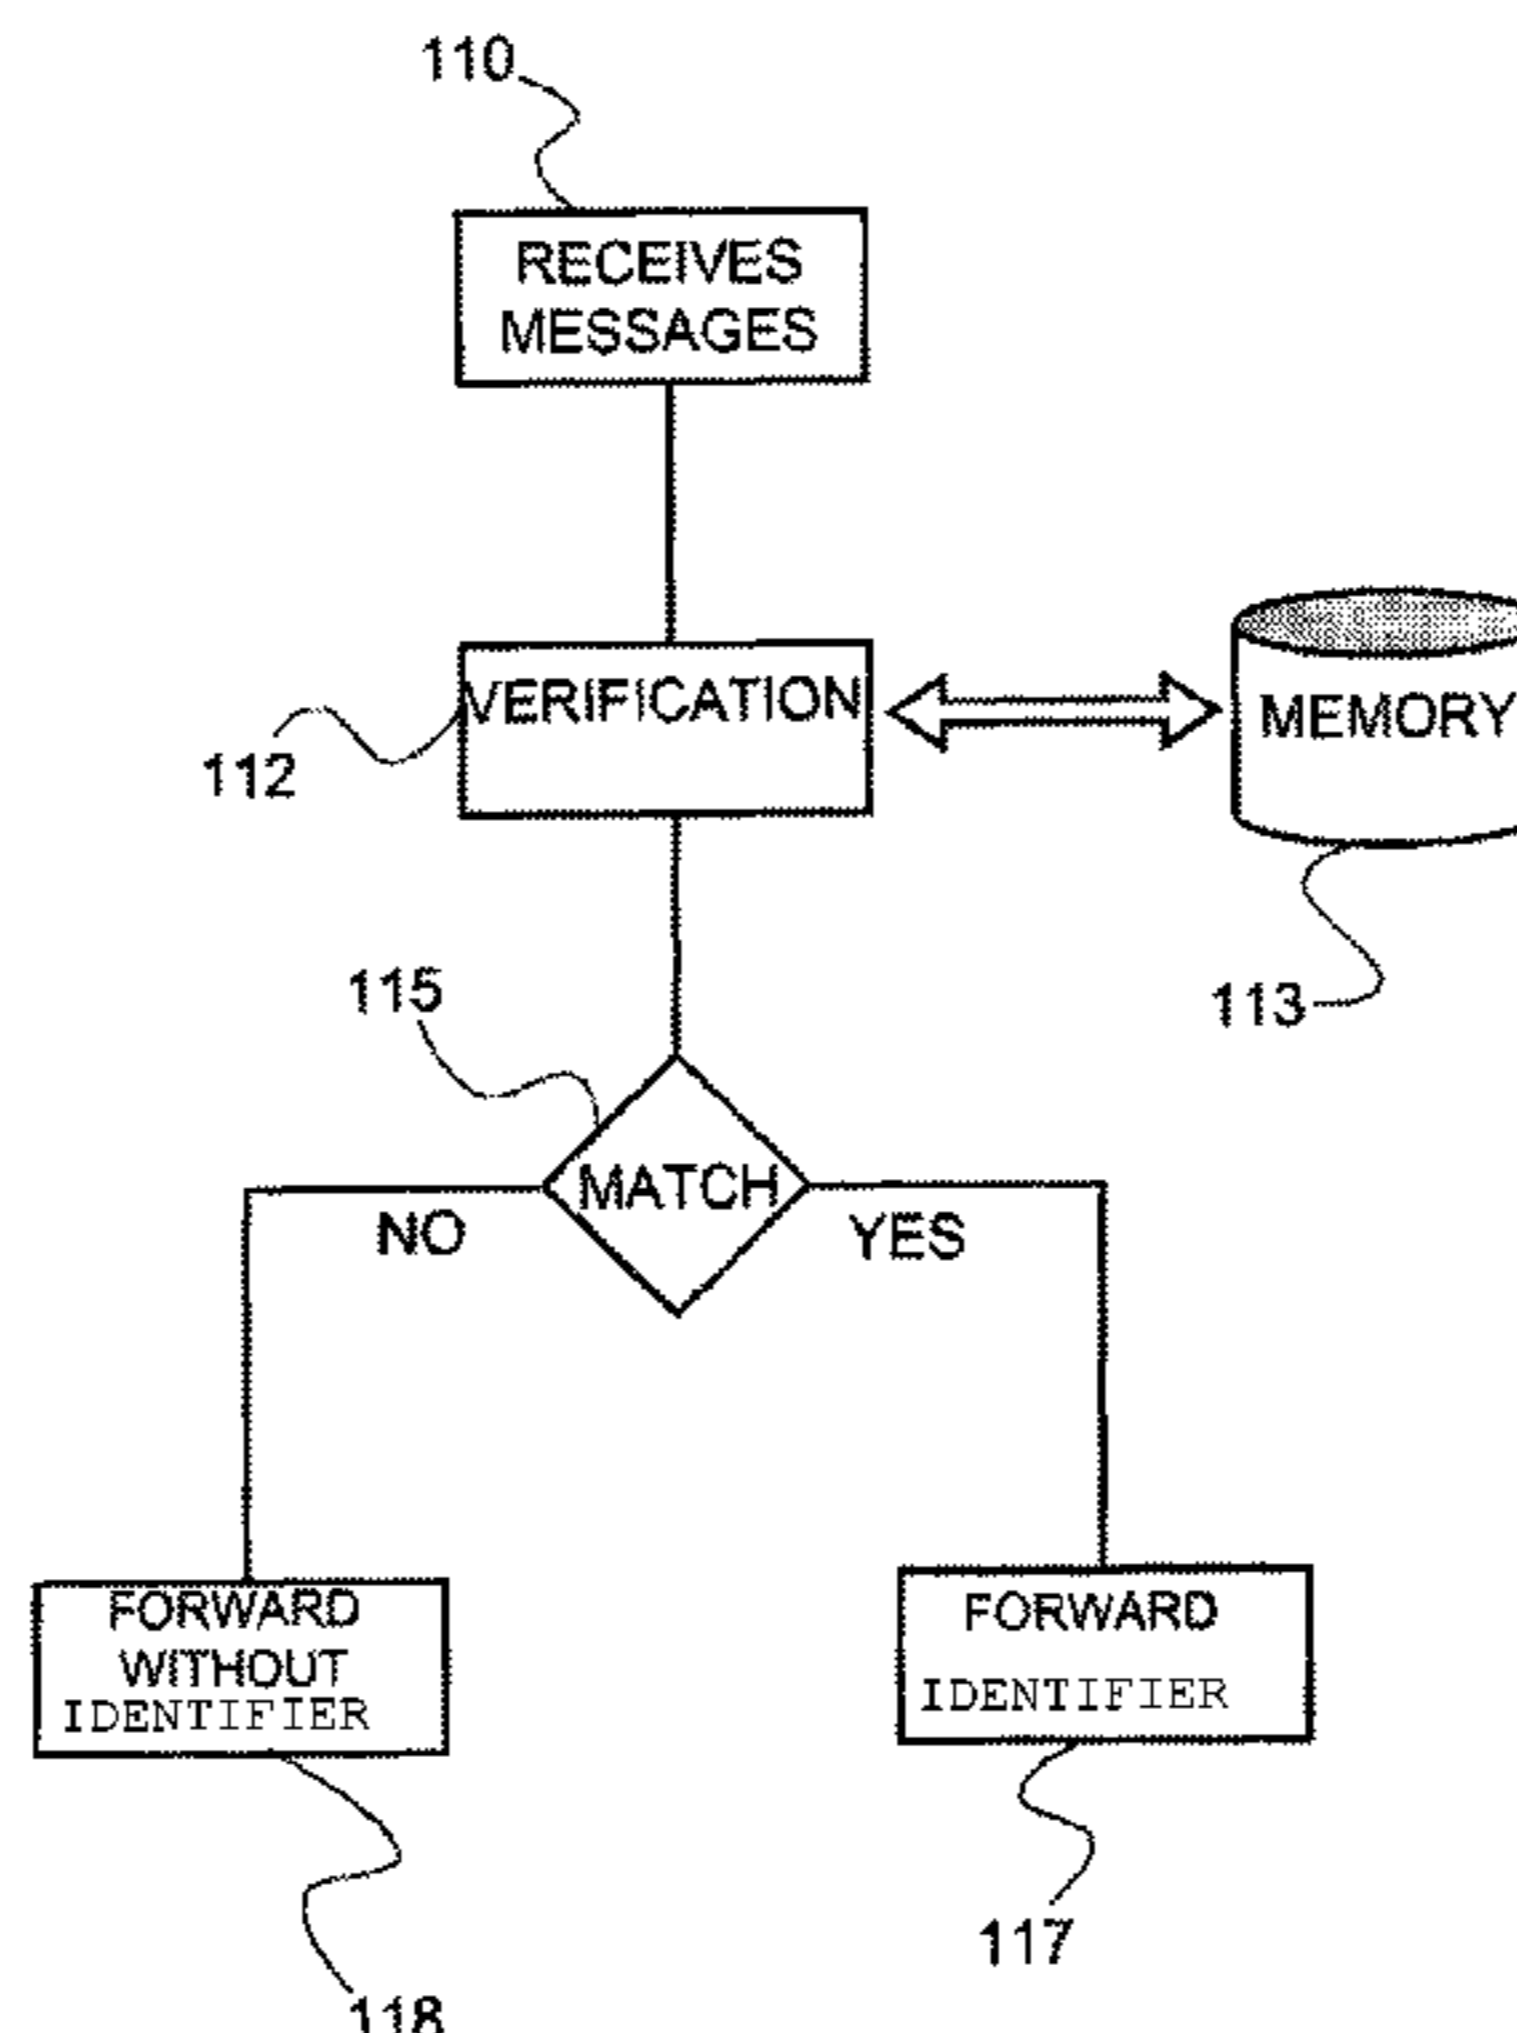 110
RECEIVES
MESSAGES
VERIFICATION
MEMORY
112
115
113
MATCH
NO
YES
FORWARD
WITHOUT
IDENTIFIER
FORWARD
IDENTIFIER
117
118